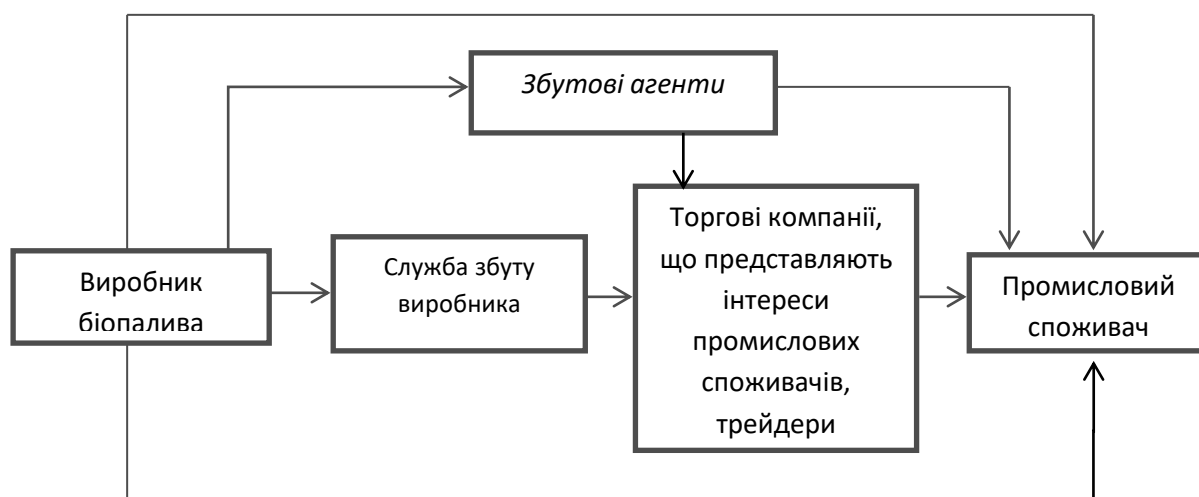 Збутові агенти
Виробник
біопалива
Служба збуту
виробника
Торгові компанії,
що представляють
інтереси
промислових
споживачів,
трейдери
Промисловий
споживач